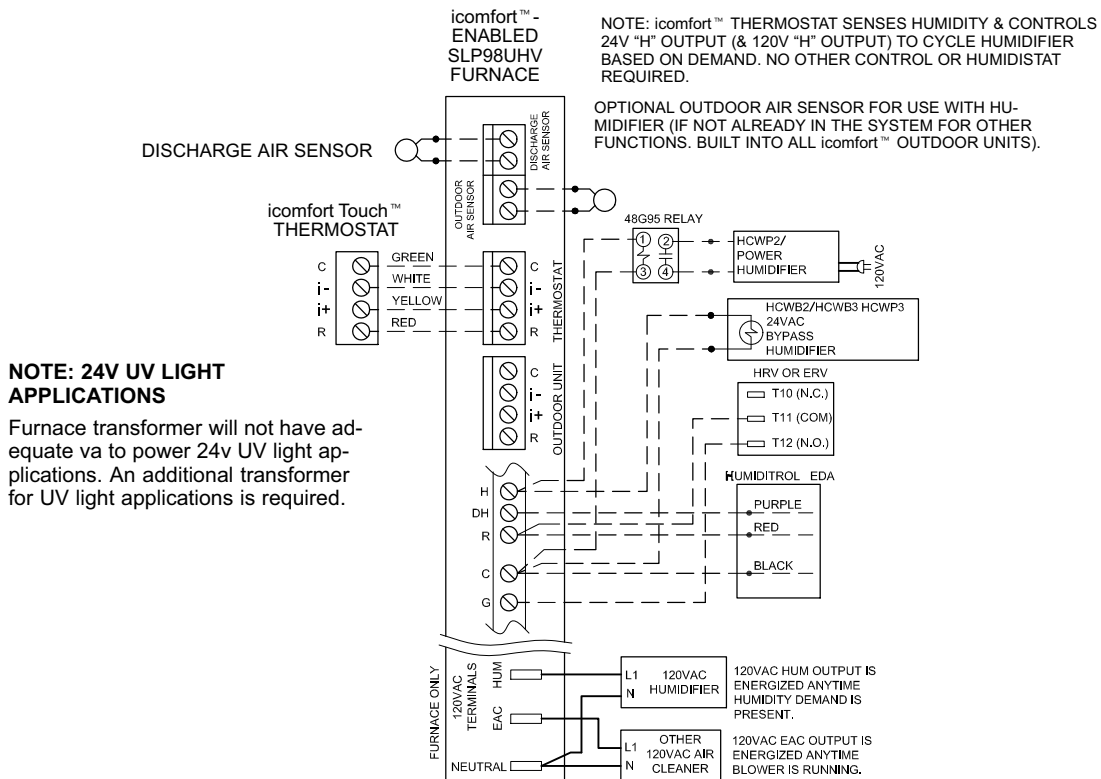 icomfort™ -
ENABLED
SLP98UHV
FURNACE
NOTE: icomfort™ THERMOSTAT SENSES HUMIDITY & CONTROLS
24V “H” OUTPUT (& 120V “H” OUTPUT) TO CYCLE HUMIDIFIER
BASED ON DEMAND. NO OTHER CONTROL OR HUMIDISTAT
REQUIRED.
OPTIONAL OUTDOOR AIR SENSOR FOR USE WITH HU-
MIDIFIER (IF NOT ALREADY IN THE SYSTEM FOR OTHER
FUNCTIONS. BUILT INTO ALL icomfort™ OUTDOOR UNITS).
DISCHARGE AIR SENSOR
DISCHARGE
AIR SENSOR
OUTDOOR
AIR SENSOR
icomfort Touch™
THERMOSTAT
C
i-
i+
R
GREEN
WHITE
YELLOW
RED
C
i-
i+
R
THERMOSTAT
48G95 RELAY
1 2
3 4
HCWP2/
POWER
HUMIDIFIER
120VAC
HCWB2/HCWB3 HCWP3
24VAC
BYPASS
HUMIDIFIER
C
i-
i+
R
OUTDOOR UNIT
HRV OR ERV
T10 (N.C.)
T11 (COM)
T12 (N.O.)
NOTE: 24V UV LIGHT
APPLICATIONS
Furnace transformer will not have ad-
equate va to power 24v UV light ap-
plications. An additional transformer
for UV light applications is required.
H
DH
R
C
G
HUMIDITROL EDA
PURPLE
RED
BLACK
FURNACE ONLY
120VAC
TERMINALS
HUM
EAC
NEUTRAL
L1
N
120VAC
HUMIDIFIER
120VAC HUM OUTPUT IS
ENERGIZED ANYTIME
HUMIDITY DEMAND IS
PRESENT.
L1
N
OTHER
120VAC AIR
CLEANER
120VAC EAC OUTPUT IS
ENERGIZED ANYTIME
BLOWER IS RUNNING.